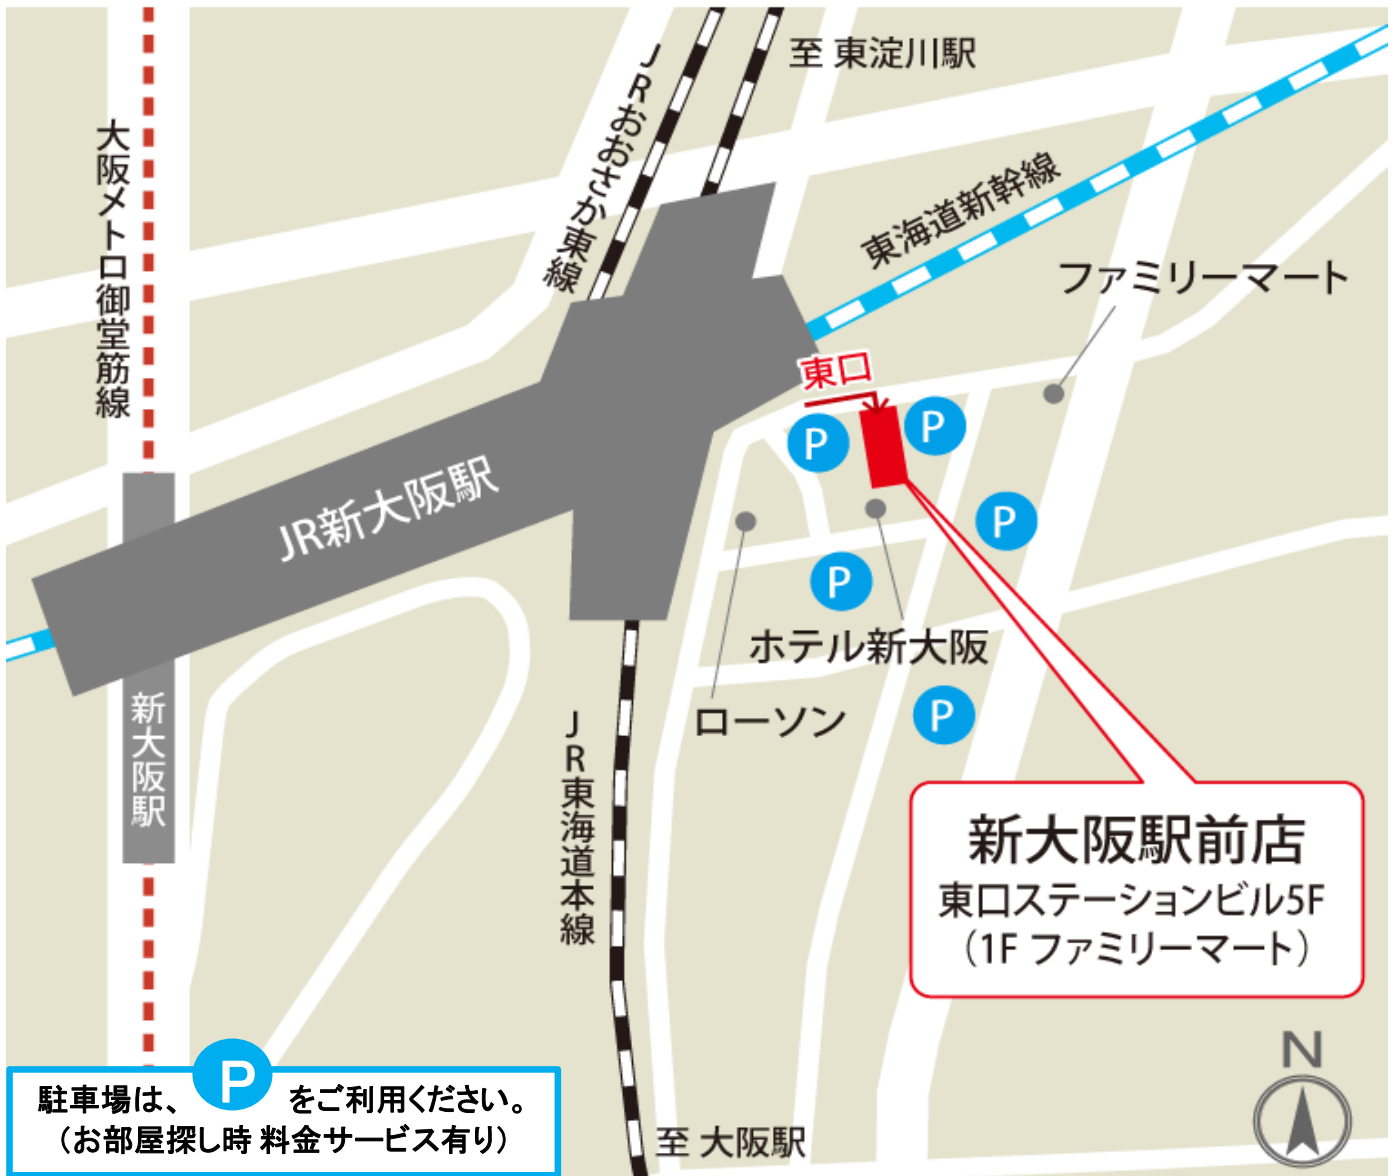 至 東淀川駅
JRおおさか東線
大阪メトロ御堂筋線
東海道新幹線
ファミリーマート
東口
P
P
JR新大阪駅
P
P
ホテル新大阪
P
ローソン
新大阪駅
JR東海道本線
新大阪駅前店
東口ステーションビル5F
(1F ファミリーマート)
N
駐車場は、 P をご利用ください。
(お部屋探し時 料金サービス有り)
至 大阪駅